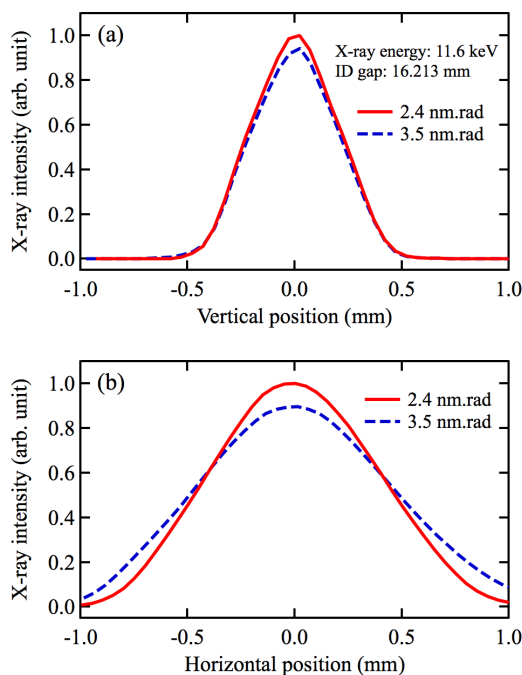 (a)
X-ray energy: 11.6 keV
ID gap: 16.213 mm
2.4 nm.rad
3.5 nm.rad
X-ray intensity (arb. unit)
1.0
0.8
0.6
0.4
0.2
0.0
-1.0 -0.5 0.0 0.5 1.0
Vertical position (mm)
(b)
2.4 nm.rad
3.5 nm.rad
X-ray intensity (arb. unit)
1.0
0.8
0.6
0.4
0.2
0.0
-1.0 -0.5 0.0 0.5 1.0
Horizontal position (mm)